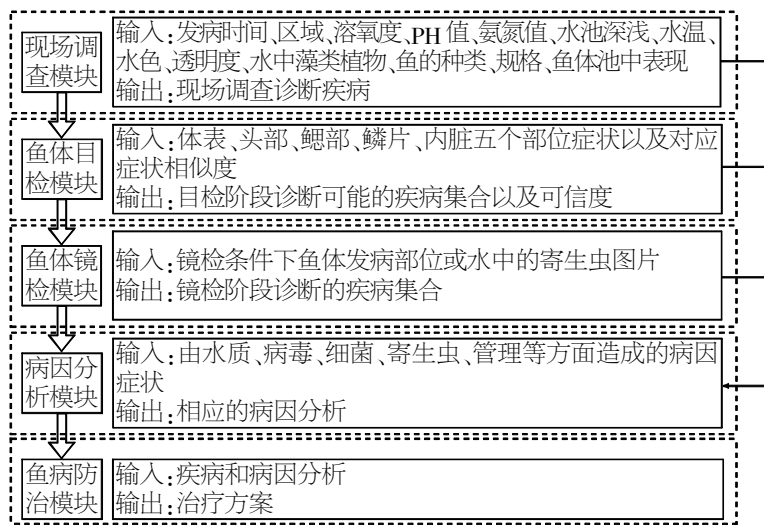 现场调
查模块
输入:发病时间、区域、溶氧度、PH值、氨氮值、水池深浅、水温、
水色、透明度、水中藻类植物、鱼的种类、规格、鱼体池中表现
输出:现场调查诊断疾病
鱼体目
检模块
输入:体表、头部、鳃部、鳞片、内脏五个部位症状以及对应
症状相似度
输出:目检阶段诊断可能的疾病集合以及可信度
鱼体镜
检模块
输入:镜检条件下鱼体发病部位或水中的寄生虫图片
输出:镜检阶段诊断的疾病集合
病因分
析模块
输入:由水质、病毒、细菌、寄生虫、管理等方面造成的病因
症状
输出:相应的病因分析
鱼病防
治模块
输入:疾病和病因分析
输出:治疗方案